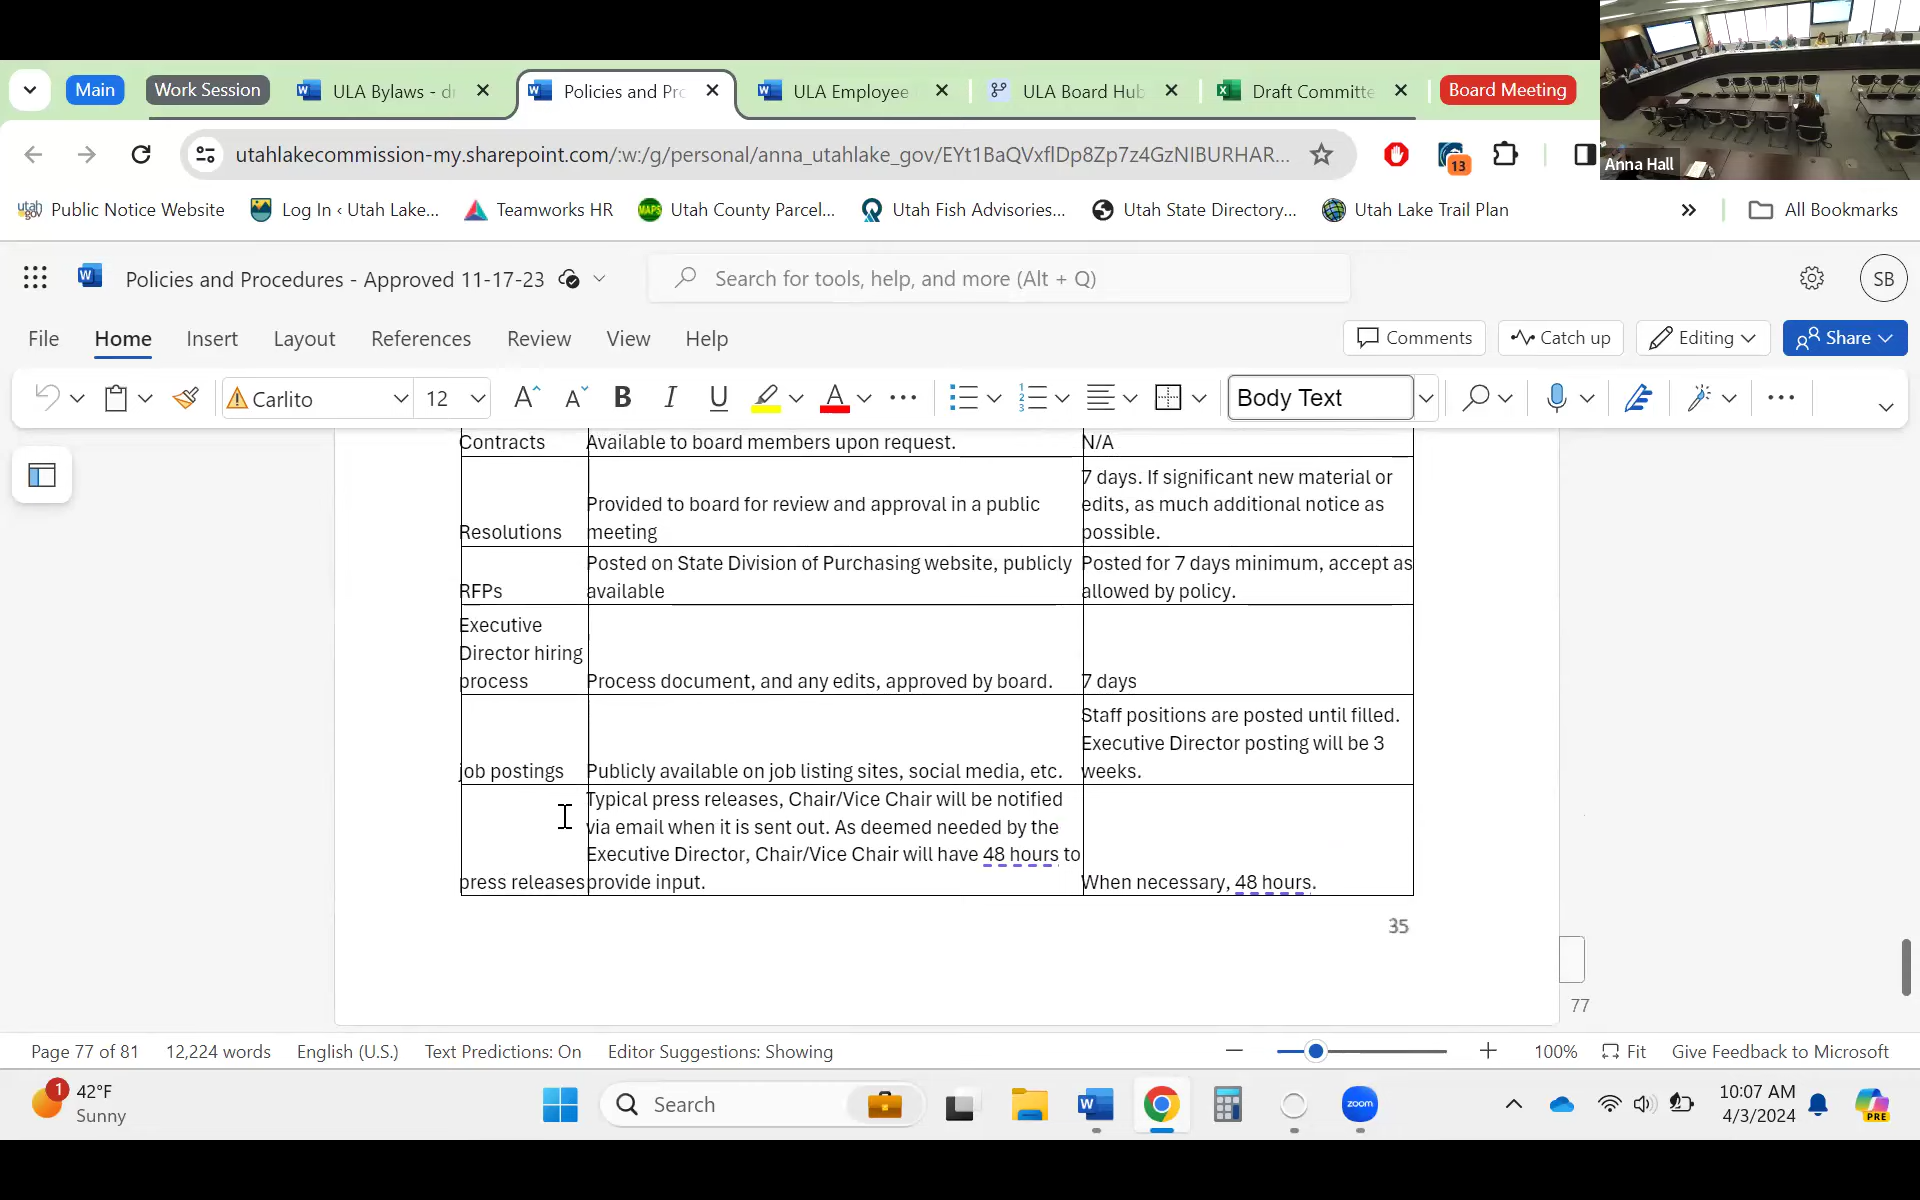 Main
Work Session
ULA Bylaws - d
Policies and Pr
ULA Employee
ULA Board Hub
Draft Committe
Board Meeting
Anna Hall
utahlakecommission-my.sharepoint.com/:w:/g/personal/anna_utahlake_gov/EYt1BaQVxflDp8Zp7z4GzNIBURHAR...
13
Public Notice Website
Log In ‹ Utah Lake...
Teamworks HR
Utah County Parcel...
Utah Fish Advisories...
Utah State Directory...
Utah Lake Trail Plan
All Bookmarks
Policies and Procedures - Approved 11-17-23
Search for tools, help, and more (Alt + Q)
SB
File
Home
Insert
Layout
References
Review
View
Help
Comments
Catch up
Editing
Share
Carlito
12
Body Text
Contracts
Available to board members upon request.
N/A
Resolutions
Provided to board for review and approval in a public
meeting
7 days. If significant new material or
edits, as much additional notice as
possible.
RFPs
Posted on State Division of Purchasing website, publicly
available
Posted for 7 days minimum, accept as
allowed by policy.
Executive
Director hiring
process
Process document, and any edits, approved by board.
7 days
job postings
Publicly available on job listing sites, social media, etc.
Staff positions are posted until filled.
Executive Director posting will be 3
weeks.
press releases
Typical press releases, Chair/Vice Chair will be notified
via email when it is sent out. As deemed needed by the
Executive Director, Chair/Vice Chair will have 48 hours to
provide input.
When necessary, 48 hours.
35
77
Page 77 of 81
12,224 words
English (U.S.)
Text Predictions: On
Editor Suggestions: Showing
100%
Fit
Give Feedback to Microsoft
1
42°F
Sunny
Search
zoom
10:07 AM
4/3/2024
PRE